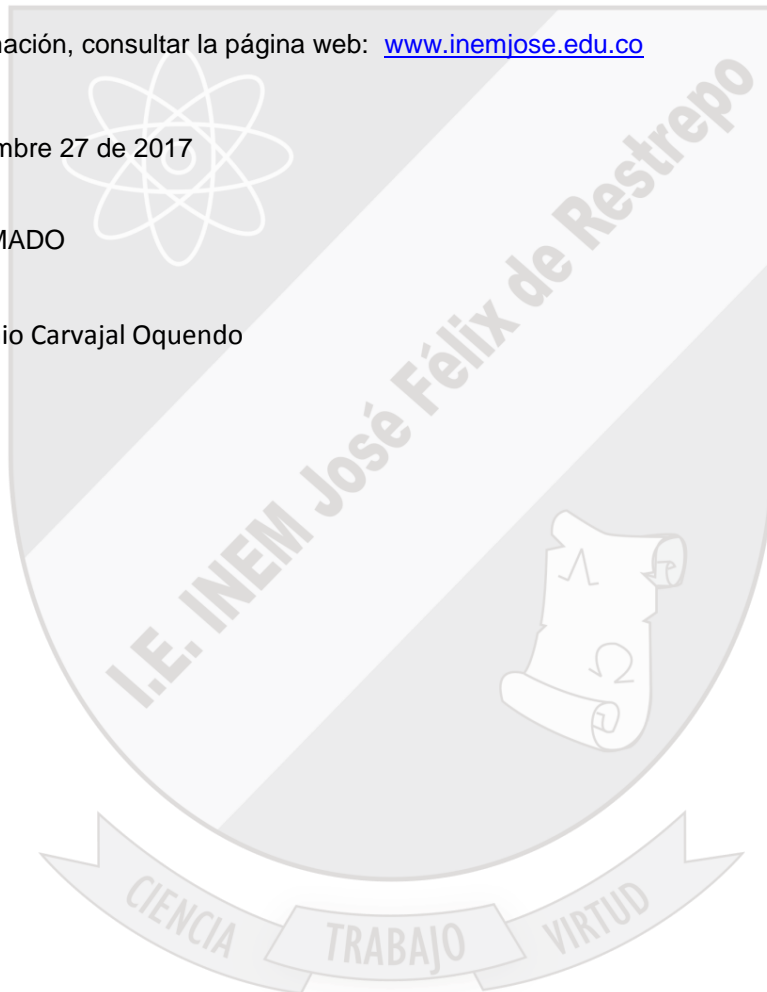 nación, consultar la página web: www.inemjose.edu.co
mbre 27 de 2017
MADO
io Carvajal Oquendo
I.E. INEM José Félix de Restrepo
CIENCIA TRABAJO VIRTUD